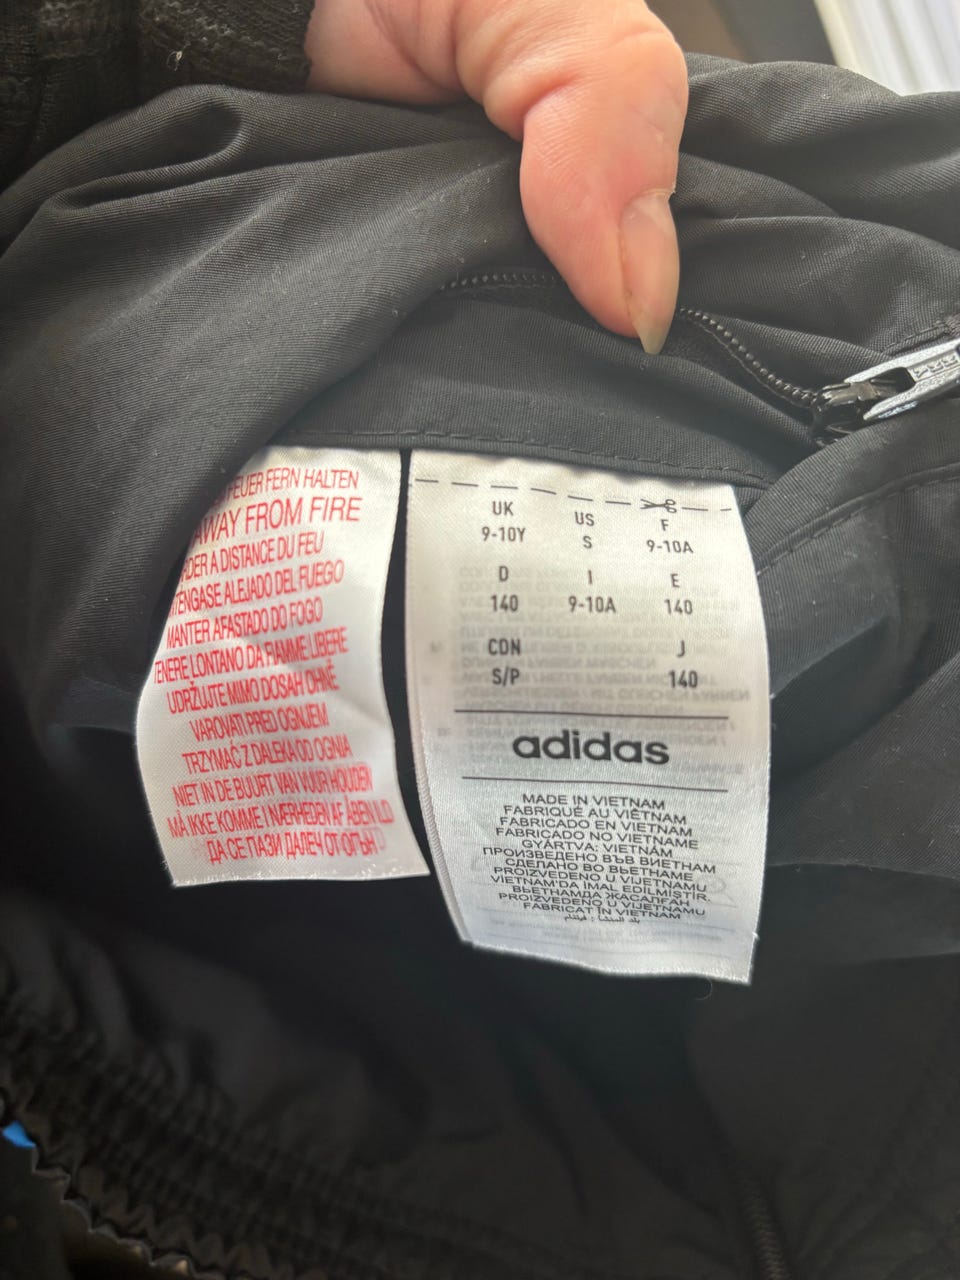 FEUER FERN HALTEN
AWAY FROM FIRE
A DISTANCE DU FEU
ALEJADO DEL FUEGO
MANTER AFASTADO DO FOGO
TENERE LONTANO DA FIAMME LIBERE
UDRŽUJTE MIMO DOSAH OHNĚ
VAROVATI PRED OGNJEM
TRZYMAĆ Z DALEKA OD OGNIA
NIET IN DE BUURT VAN VUUR HOUDEN
MÅ IKKE KOMME I NÆRHEDEN AF ÅBEN ILD
ДА СЕ ПАЗИ ДАЛЕЧ ОТ ОГЪН
UK US F
9-10Y S 9-10A
D I E
140 9-10A 140
CDN J
S/P 140
adidas
MADE IN VIETNAM
FABRIQUÉ AU VIÊTNAM
FABRICADO EN VIETNAM
FABRICADO NO VIETNAME
GYÁRTVA: VIETNÁM
ПРОИЗВЕДЕНО ВЪВ ВИЕТНАМ
СДЕЛАНО ВО ВЬЕТНАМЕ
PROIZVEDENO U VIJETNAMU
VIETNAM'DA İMAL EDİLMİŞTİR.
ВЬЕТНАМДА ЖАСАЛҒАН
PROIZVEDENO U VIJETNAMU
FABRICAT ÎN VIETNAM
بلد المنشأ: فيتنام